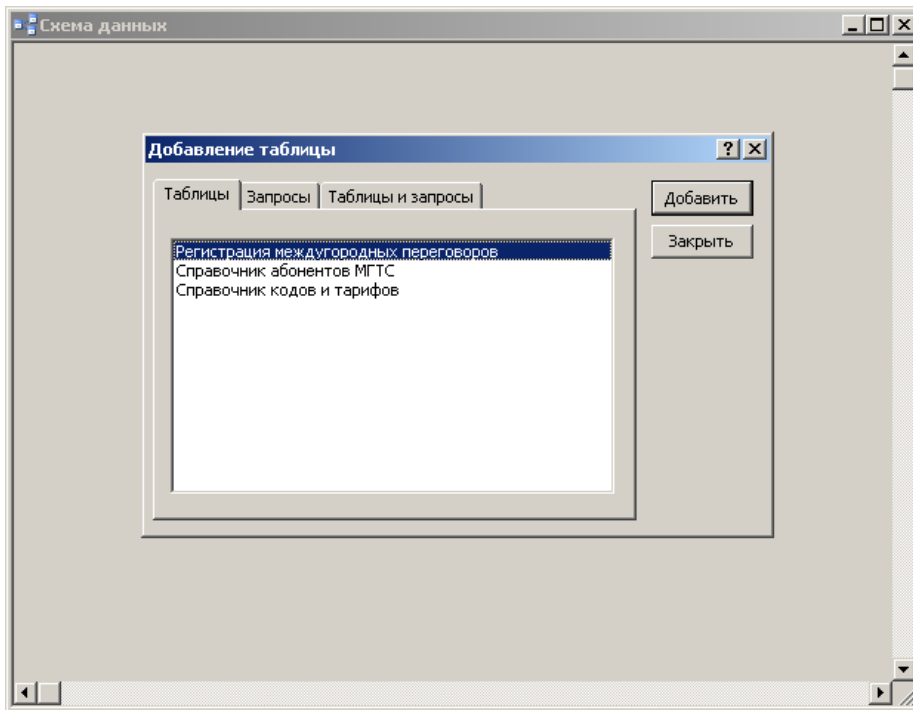 Схема данных
Добавление таблицы
Таблицы Запросы Таблицы и запросы
Добавить
Закрыть
Регистрация междугородных переговоров
Справочник абонентов МГТС
Справочник кодов и тарифов